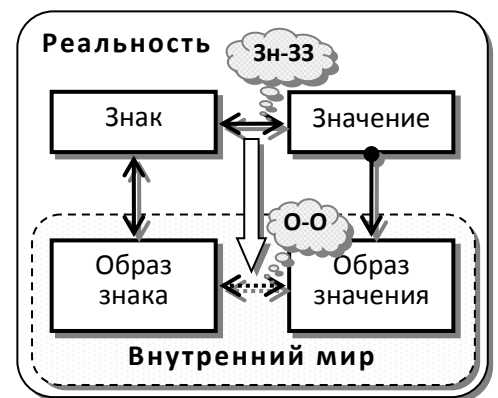 Реальность
Зн-ЗЗ
Знак
Значение
О-О
Образ
знака
Образ
значения
Внутренний мир